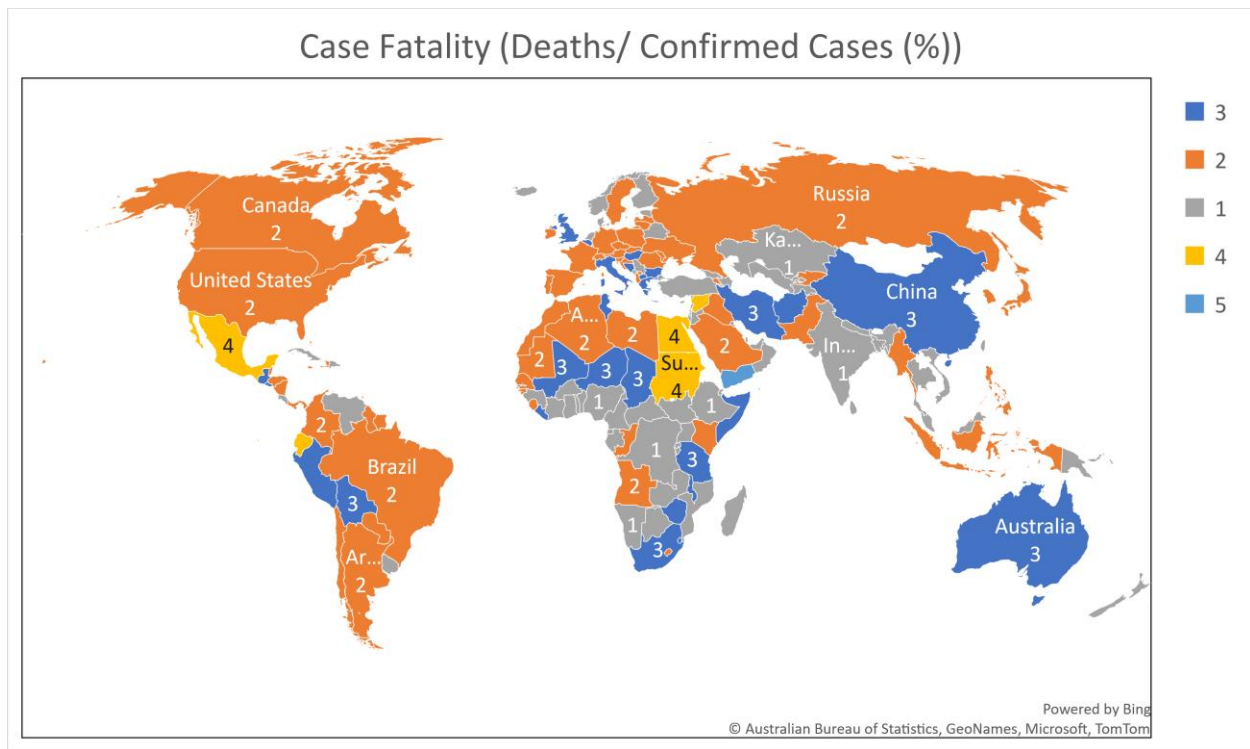 Case Fatality (Deaths/ Confirmed Cases (%))
3
2
1
4
5
Canada
2
United States
2
4
2
Brazil
2
3
Ar...
2
Russia
2
Ka...
1
China
3
3
In...
1
A...
2
2
4
2
2
3
3
3
Su...
4
1
1
1
3
2
1
3
Australia
3
Powered by Bing
© Australian Bureau of Statistics, GeoNames, Microsoft, TomTom